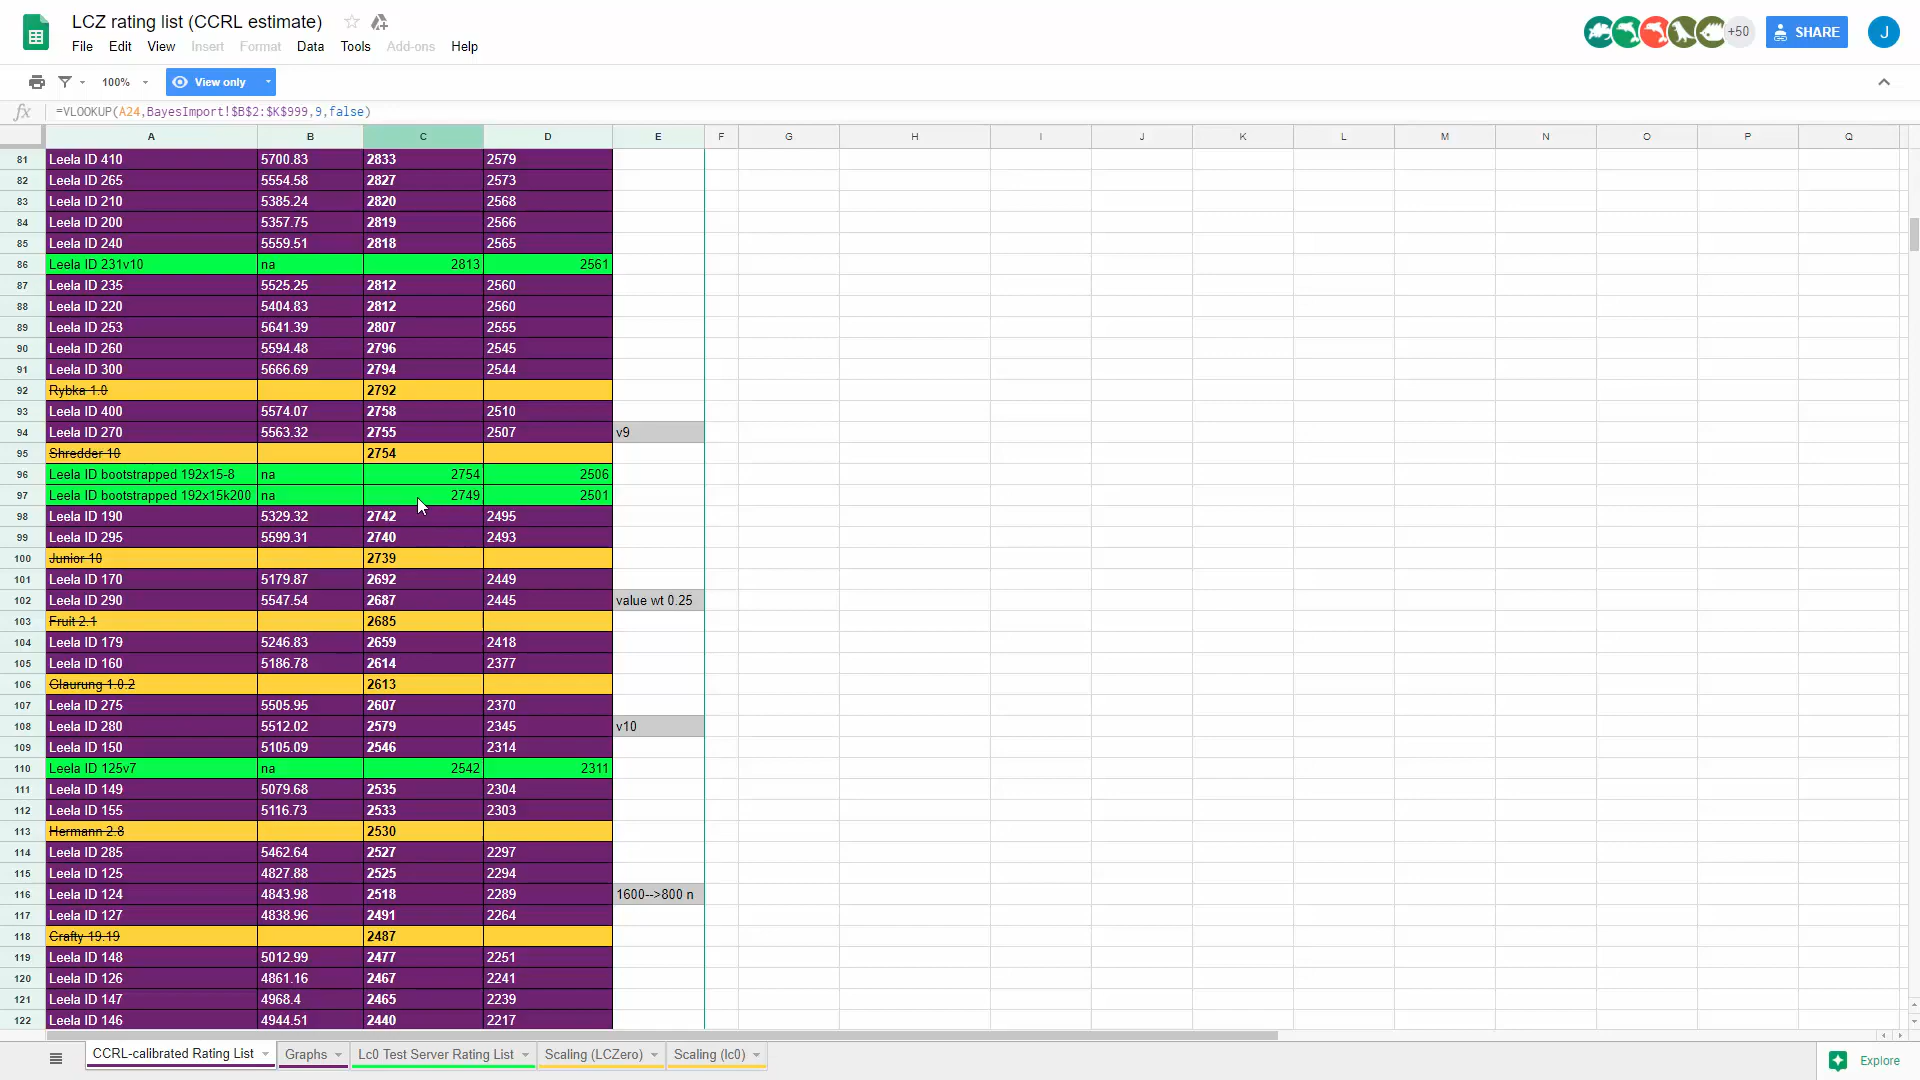 LCZ rating list (CCRL estimate)
File Edit View Insert Format Data Tools Add-ons Help
+50
SHARE
J
100% View only
fx =VLOOKUP(A24,BayesImport!$B$2:$K$999,9,false)
A B C D E F G H I J K L M N O P Q
81 Leela ID 410 5700.83 2833 2579
82 Leela ID 265 5554.58 2827 2573
83 Leela ID 210 5385.24 2820 2568
84 Leela ID 200 5357.75 2819 2566
85 Leela ID 240 5559.51 2818 2565
86 Leela ID 231v10 na 2813 2561
87 Leela ID 235 5525.25 2812 2560
88 Leela ID 220 5404.83 2812 2560
89 Leela ID 253 5641.39 2807 2555
90 Leela ID 260 5594.48 2796 2545
91 Leela ID 300 5666.69 2794 2544
92 Rybka 1.0 2792
93 Leela ID 400 5574.07 2758 2510
94 Leela ID 270 5563.32 2755 2507 v9
95 Shredder 10 2754
96 Leela ID bootstrapped 192x15-8 na 2754 2506
97 Leela ID bootstrapped 192x15k200 na 2749 2501
98 Leela ID 190 5329.32 2742 2495
99 Leela ID 295 5599.31 2740 2493
100 Junior 10 2739
101 Leela ID 170 5179.87 2692 2449
102 Leela ID 290 5547.54 2687 2445 value wt 0.25
103 Fruit 2.1 2685
104 Leela ID 179 5246.83 2659 2418
105 Leela ID 160 5186.78 2614 2377
106 Glaurung 1.0.2 2613
107 Leela ID 275 5505.95 2607 2370
108 Leela ID 280 5512.02 2579 2345 v10
109 Leela ID 150 5105.09 2546 2314
110 Leela ID 125v7 na 2542 2311
111 Leela ID 149 5079.68 2535 2304
112 Leela ID 155 5116.73 2533 2303
113 Hermann 2.8 2530
114 Leela ID 285 5462.64 2527 2297
115 Leela ID 125 4827.88 2525 2294
116 Leela ID 124 4843.98 2518 2289 1600-->800 n
117 Leela ID 127 4838.96 2491 2264
118 Crafty 19.19 2487
119 Leela ID 148 5012.99 2477 2251
120 Leela ID 126 4861.16 2467 2241
121 Leela ID 147 4968.4 2465 2239
122 Leela ID 146 4944.51 2440 2217
CCRL-calibrated Rating List Graphs Lc0 Test Server Rating List Scaling (LCZero) Scaling (lc0) Explore